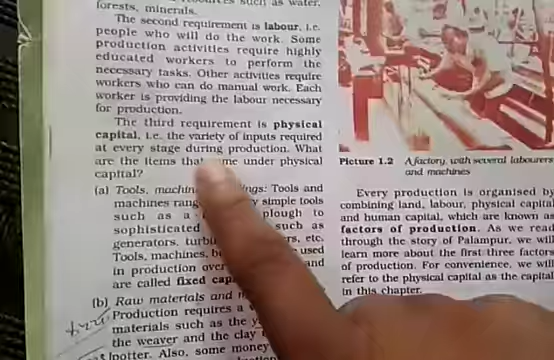 forests, minerals.
The second requirement is labour, i.e.
people who will do the work. Some
production activities require highly
educated workers to perform the
necessary tasks. Other activities require
workers who can do manual work. Each
worker is providing the labour necessary
for production.
The third requirement is physical
capital, i.e. the variety of inputs required
at every stage during production. What
are the items that under physical
capital?
(a) Tools, Tools and
machines simple tools
such as a plough to
sophisticated such as
generators, etc.
Tools, machines, used
in production over and
are called fixed
(b) Raw materials and
Production requires a
materials such as the
the weaver and the clay
potter. Also, some money
Picture 1.2 A factory, with several labourers
and machines
Every production is organised by
combining land, labour, physical capital
and human capital, which are known as
factors of production. As we read
through the story of Palampur, we will
learn more about the first three factors
of production. For convenience, we will
refer to the physical capital as the capital
in this chapter.